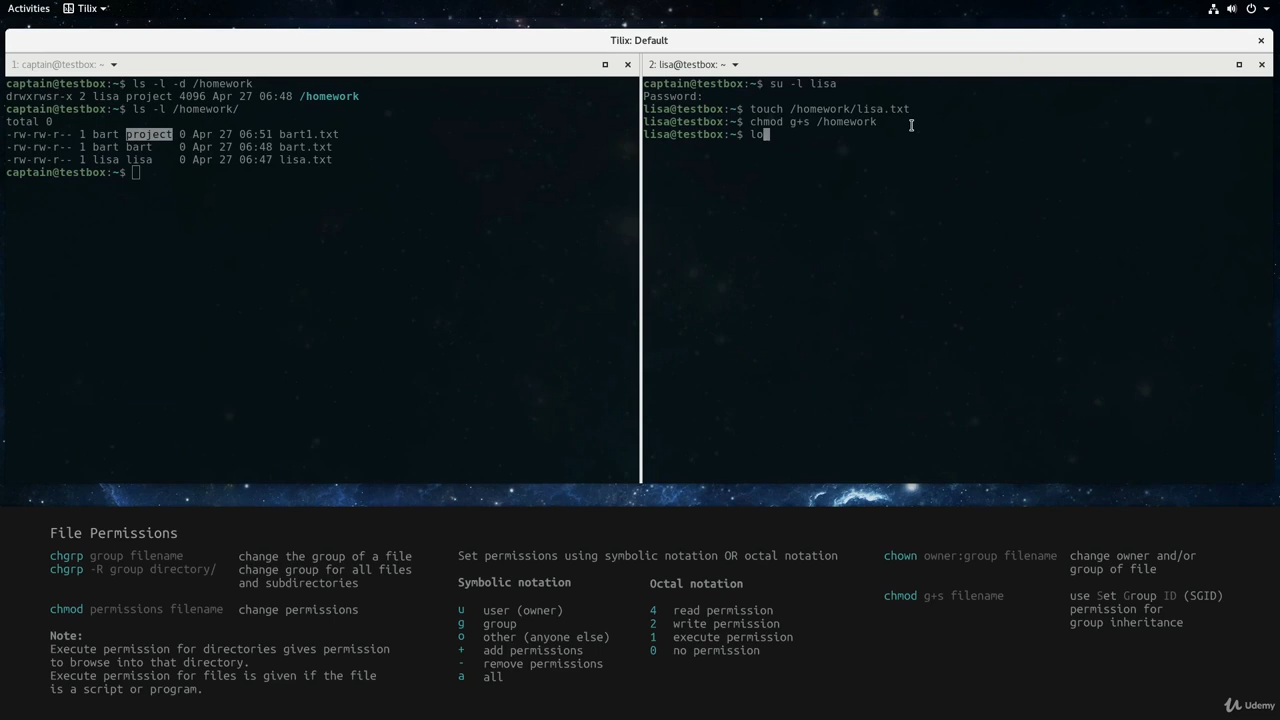 Activities Tilix
Tilix: Default
1: captain@testbox: ~
captain@testbox:~$ ls -l -d /homework
drwxrwsr-x 2 lisa project 4096 Apr 27 06:48 /homework
captain@testbox:~$ ls -l /homework/
total 0
-rw-rw-r-- 1 bart project 0 Apr 27 06:51 bart1.txt
-rw-rw-r-- 1 bart bart 0 Apr 27 06:48 bart.txt
-rw-rw-r-- 1 lisa lisa 0 Apr 27 06:47 lisa.txt
captain@testbox:~$
2: lisa@testbox: ~
captain@testbox:~$ su -l lisa
Password:
lisa@testbox:~$ touch /homework/lisa.txt
lisa@testbox:~$ chmod g+s /homework
lisa@testbox:~$ lo
File Permissions
chgrp group filename change the group of a file
chgrp -R group directory/ change group for all files
and subdirectories
chmod permissions filename change permissions
Note:
Execute permission for directories gives permission
to browse into that directory.
Execute permission for files is given if the file
is a script or program.
Set permissions using symbolic notation OR octal notation
Symbolic notation
u user (owner)
g group
o other (anyone else)
+ add permissions
- remove permissions
a all
Octal notation
4 read permission
2 write permission
1 execute permission
0 no permission
chown owner:group filename change owner and/or
group of file
chmod g+s filename use Set Group ID (SGID)
permission for
group inheritance
Udemy